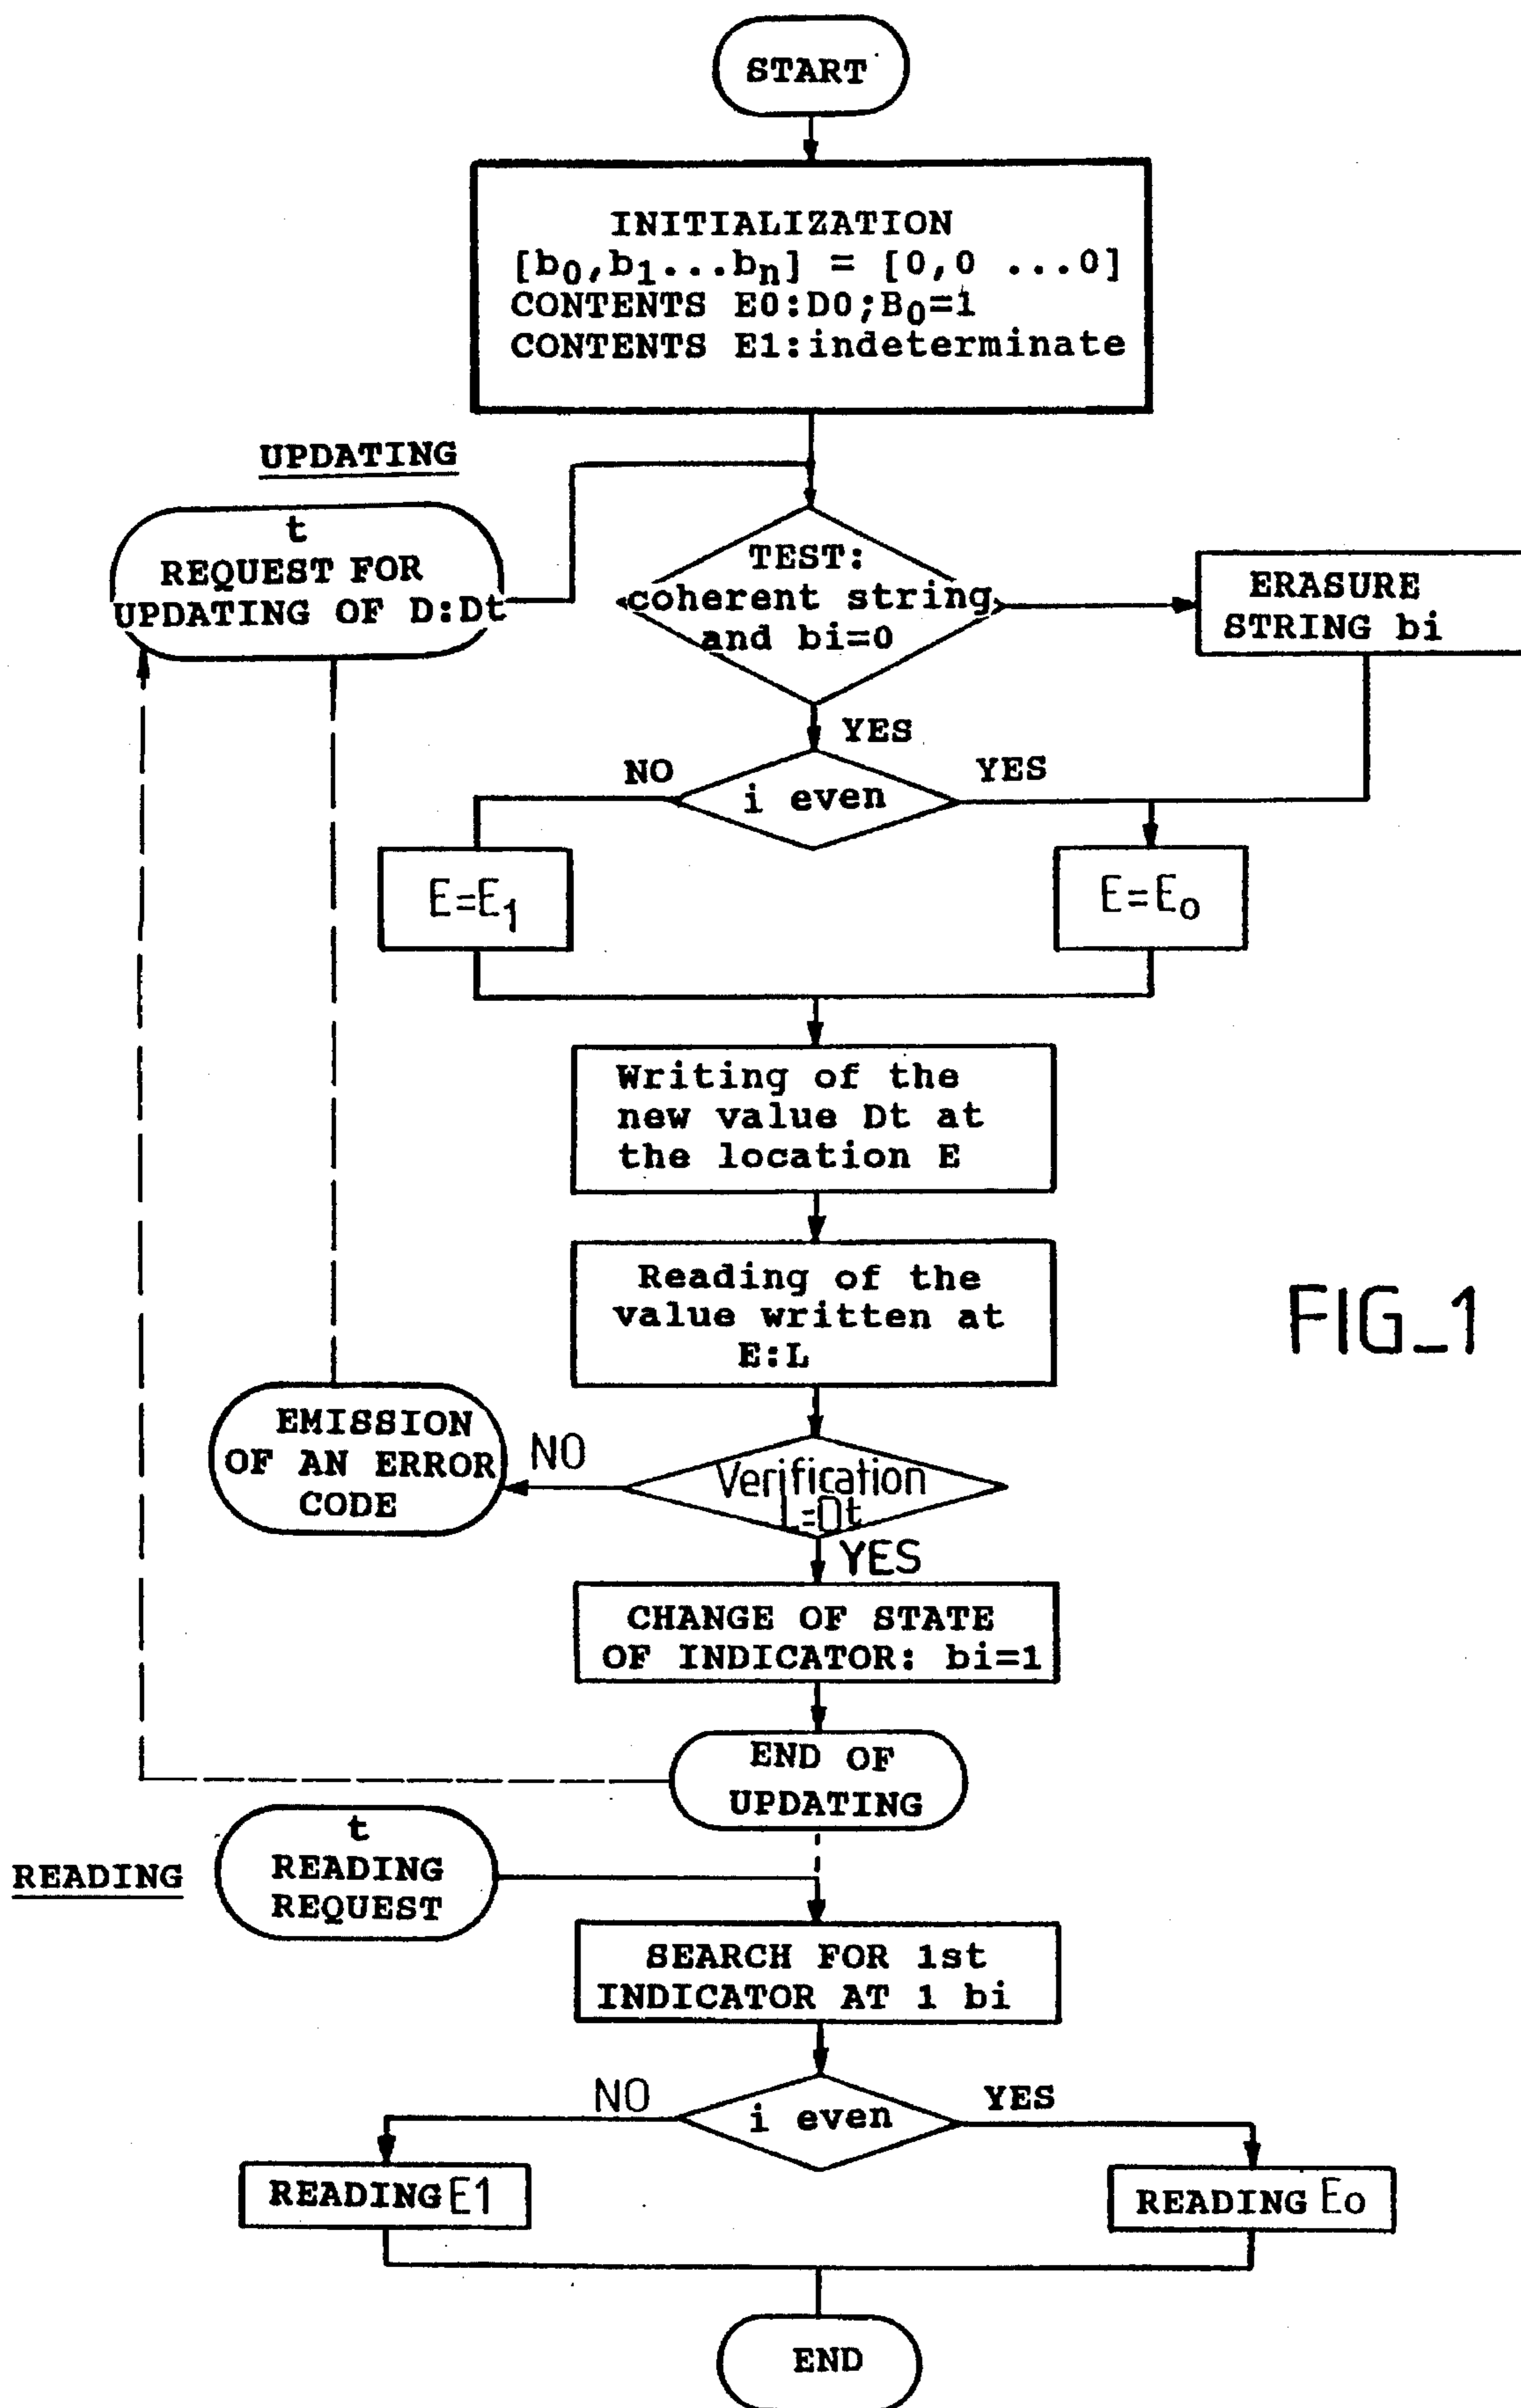 START
INITIALIZATION
[b0,b1...bn] = [0,0 ...0]
CONTENTS E0:D0;B0=1
CONTENTS E1:indeterminate
UPDATING
t
REQUEST FOR
UPDATING OF D:Dt
TEST:
coherent string
and bi=0
ERASURE
STRING bi
YES
NO
i even
YES
E=E1
E=E0
Writing of the
new value Dt at
the location E
Reading of the
value written at
E:L
FIG_1
EMISSION
OF AN ERROR
CODE
NO
Verification
L=Dt
YES
CHANGE OF STATE
OF INDICATOR: bi=1
END OF
UPDATING
READING
t
READING
REQUEST
SEARCH FOR 1st
INDICATOR AT 1 bi
NO
i even
YES
READING E1
READING Eo
END